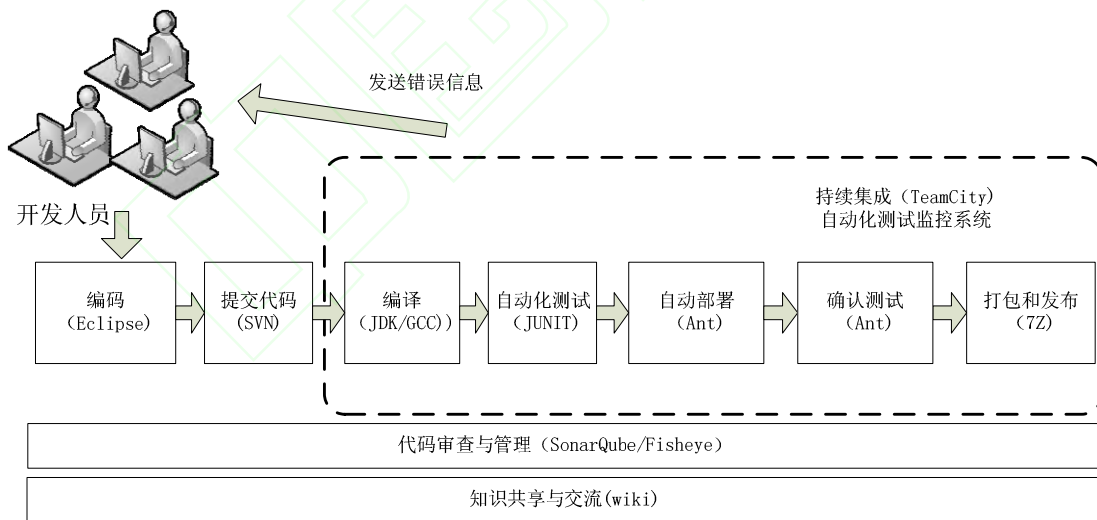 发送错误信息
持续集成（TeamCity）
自动化测试监控系统
开发人员
编码
（Eclipse）
提交代码
（SVN）
编译
（JDK/GCC））
自动化测试
（JUNIT）
自动部署
（Ant）
确认测试
（Ant）
打包和发布
（7Z）
代码审查与管理（SonarQube/Fisheye）
知识共享与交流(wiki)